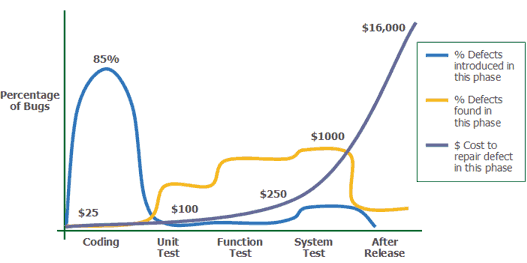 $16,000
85%
Percentage
of Bugs
$1000
$250
$25
$100
Coding
Unit
Test
Function
Test
System
Test
After
Release
% Defects
introduced in
this phase
% Defects
found in
this phase
$ Cost to
repair defect
in this phase